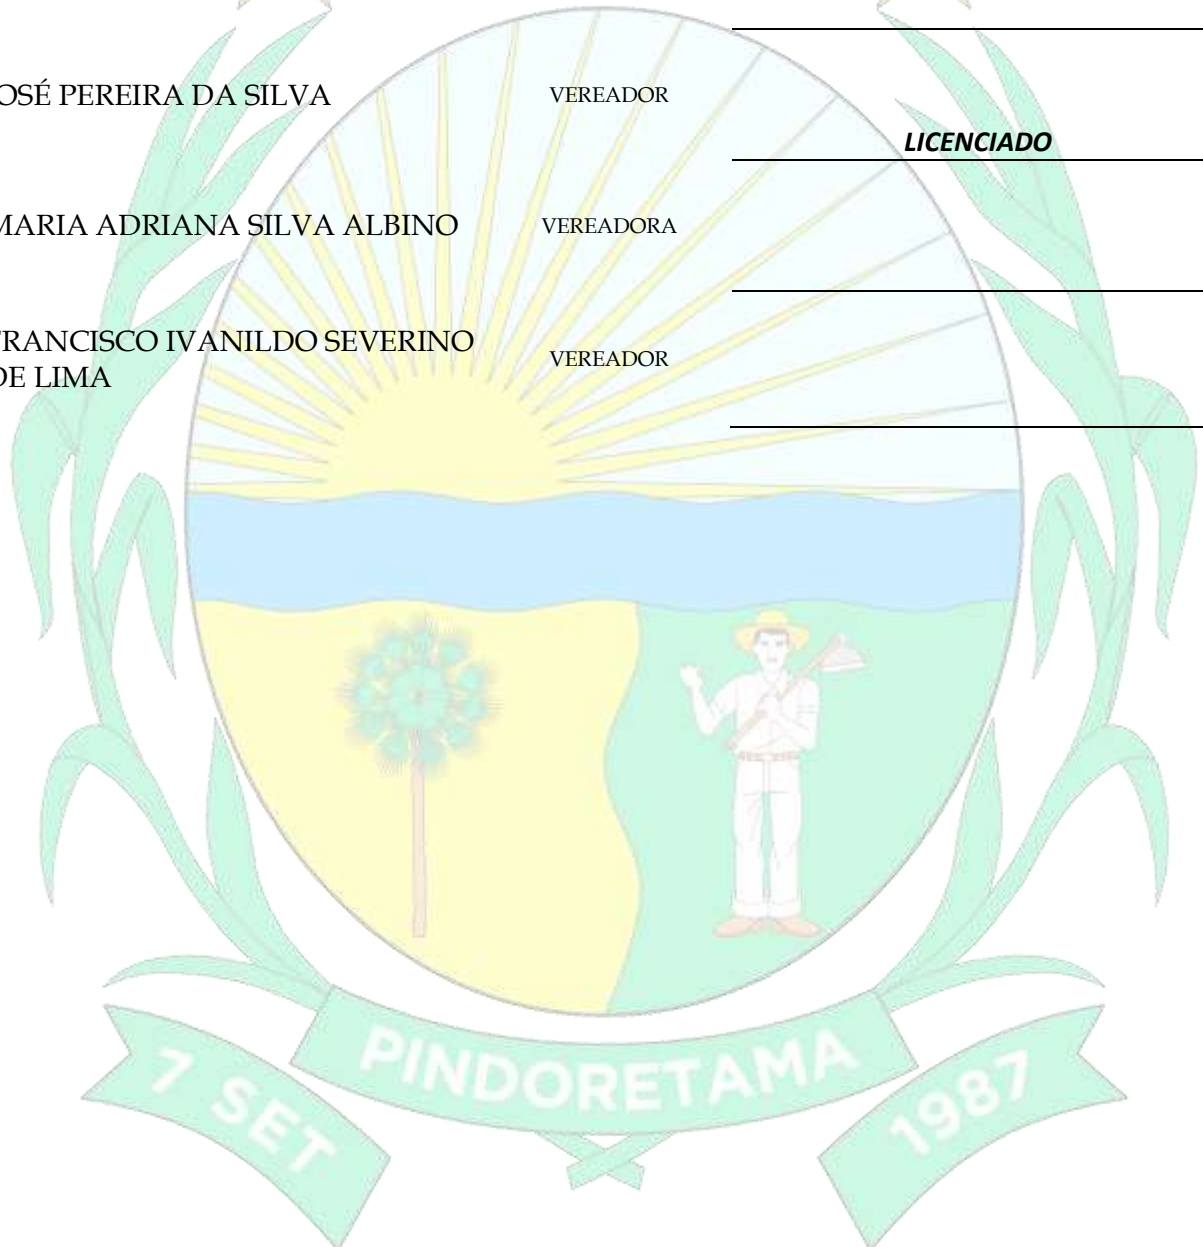 OSÉ PEREIRA DA SILVA VEREADOR
LICENCIADO
MARIA ADRIANA SILVA ALBINO VEREADORA
FRANCISCO IVANILDO SEVERINO
DE LIMA VEREADOR
7 SET PINDORETAMA 1987